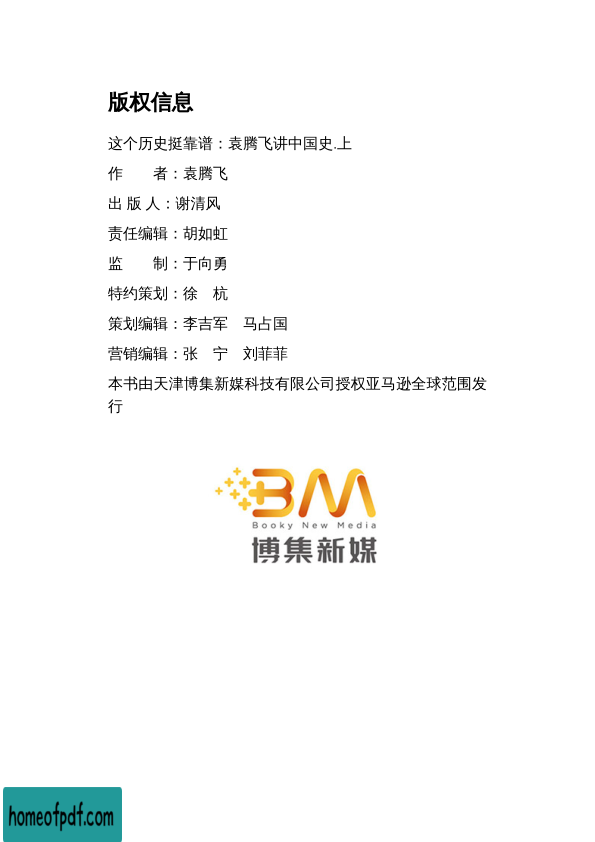 版权信息
这个历史挺靠谱：袁腾飞讲中国史.上
作　　者：袁腾飞
出 版 人：谢清风
责任编辑：胡如虹
监　　制：于向勇
特约策划：徐　杭
策划编辑：李吉军　马占国
营销编辑：张　宁　刘菲菲
本书由天津博集新媒科技有限公司授权亚马逊全球范围发
行
BM
Booky New Media
博集新媒
homeofpdf.com